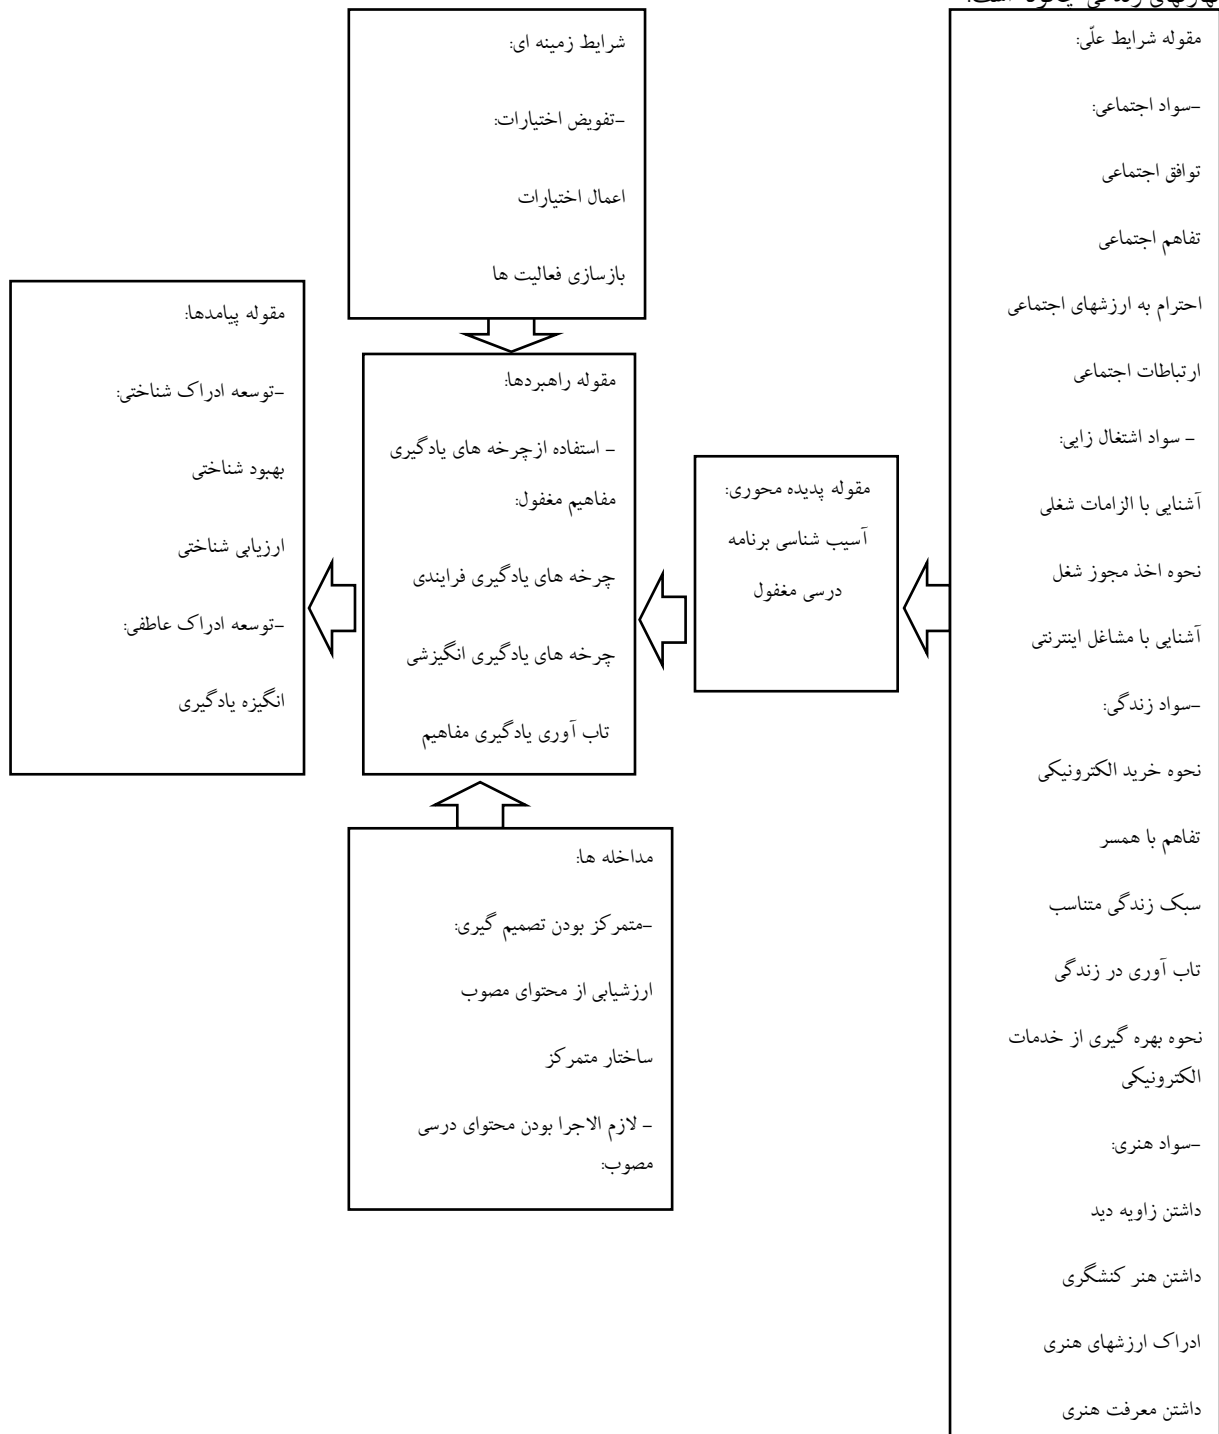 مقوله شرایط علّی:
-سواد اجتماعی:
توافق اجتماعی
تفاهم اجتماعی
احترام به ارزشهای اجتماعی
ارتباطات اجتماعی
- سواد اشتغال زایی:
آشنایی با الزامات شغلی
نحوه اخذ مجوز شغل
آشنایی با مشاغل اینترنتی
-سواد زندگی:
نحوه خرید الکترونیکی
تفاهم با همسر
سبک زندگی متناسب
تاب آوری در زندگی
نحوه بهره گیری از خدمات
الکترونیکی
-سواد هنری:
داشتن زاویه دید
داشتن هنر کنشگری
ادراک ارزشهای هنری
داشتن معرفت هنری
مقوله پدیده محوری:
آسیب شناسی برنامه
درسی مغفول
شرایط زمینه ای:
-تفویض اختیارات:
اعمال اختیارات
بازسازی فعالیت ها
مقوله راهبردها:
- استفاده ازچرخه های یادگیری
مفاهیم مغفول:
چرخه های یادگیری فرایندی
چرخه های یادگیری انگیزشی
تاب آوری یادگیری مفاهیم
مداخله ها:
-متمرکز بودن تصمیم گیری:
ارزشیابی از محتوای مصوب
ساختار متمرکز
- لازم الاجرا بودن محتوای درسی
مصوب:
مقوله پیامدها:
-توسعه ادراک شناختی:
بهبود شناختی
ارزیابی شناختی
-توسعه ادراک عاطفی:
انگیزه یادگیری